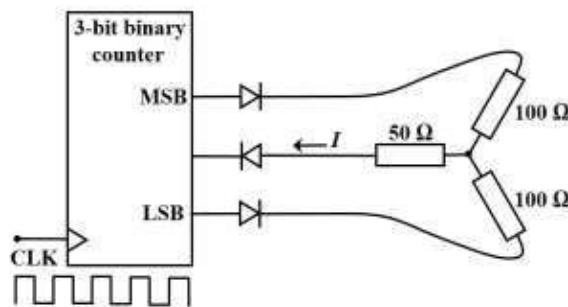 3-bit binary
counter
MSB
100 Ω
50 Ω
I
100 Ω
LSB
CLK